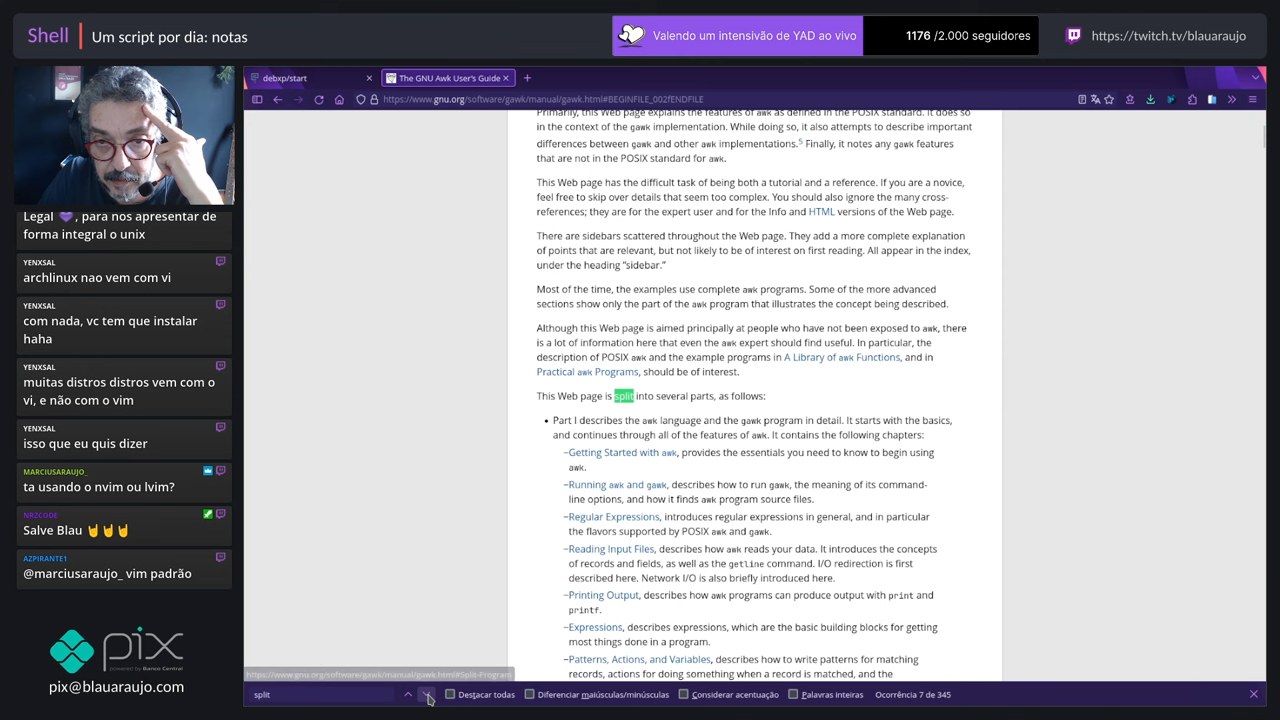 Shell
Um script por dia: notas
Valendo um intensivão de YAD ao vivo
1176 /2.000 seguidores
https://twitch.tv/blauaraujo
debxp/start
The GNU Awk User's Guide
https://www.gnu.org/software/gawk/manual/gawk.html#BEGINFILE_002fENDFILE
Primarily, this Web page explains the features of awk as defined in the POSIX standard. It does so
in the context of the gawk implementation. While doing so, it also attempts to describe important
differences between gawk and other awk implementations.5 Finally, it notes any gawk features
that are not in the POSIX standard for awk.
This Web page has the difficult task of being both a tutorial and a reference. If you are a novice,
feel free to skip over details that seem too complex. You should also ignore the many cross-
references; they are for the expert user and for the Info and HTML versions of the Web page.
There are sidebars scattered throughout the Web page. They add a more complete explanation
of points that are relevant, but not likely to be of interest on first reading. All appear in the index,
under the heading “sidebar.”
Most of the time, the examples use complete awk programs. Some of the more advanced
sections show only the part of the awk program that illustrates the concept being described.
Although this Web page is aimed principally at people who have not been exposed to awk, there
is a lot of information here that even the awk expert should find useful. In particular, the
description of POSIX awk and the example programs in A Library of awk Functions, and in
Practical awk Programs, should be of interest.
This Web page is split into several parts, as follows:
• Part I describes the awk language and the gawk program in detail. It starts with the basics,
and continues through all of the features of awk. It contains the following chapters:
−Getting Started with awk, provides the essentials you need to know to begin using
awk.
−Running awk and gawk, describes how to run gawk, the meaning of its command-
line options, and how it finds awk program source files.
−Regular Expressions, introduces regular expressions in general, and in particular
the flavors supported by POSIX awk and gawk.
−Reading Input Files, describes how awk reads your data. It introduces the concepts
of records and fields, as well as the getline command. I/O redirection is first
described here. Network I/O is also briefly introduced here.
−Printing Output, describes how awk programs can produce output with print and
printf.
−Expressions, describes expressions, which are the basic building blocks for getting
most things done in a program.
−Patterns, Actions, and Variables, describes how to write patterns for matching
records, actions for doing something when a record is matched, and the
https://www.gnu.org/software/gawk/manual/gawk.html#Split-Program
split
Destacar todas
Diferenciar maiúsculas/minúsculas
Considerar acentuação
Palavras inteiras
Ocorrência 7 de 345
Legal 💜, para nos apresentar de
forma integral o unix
YENXSAL
archlinux nao vem com vi
YENXSAL
com nada, vc tem que instalar
haha
YENXSAL
muitas distros distros vem com o
vi, e não com o vim
YENXSAL
isso que eu quis dizer
MARCIUSARAUJO_
ta usando o nvim ou lvim?
NRZCODE
Salve Blau 🤘🤘🤘
AZPIRANTE1
@marciusaraujo_ vim padrão
pix
powered by Banco Central
pix@blauaraujo.com